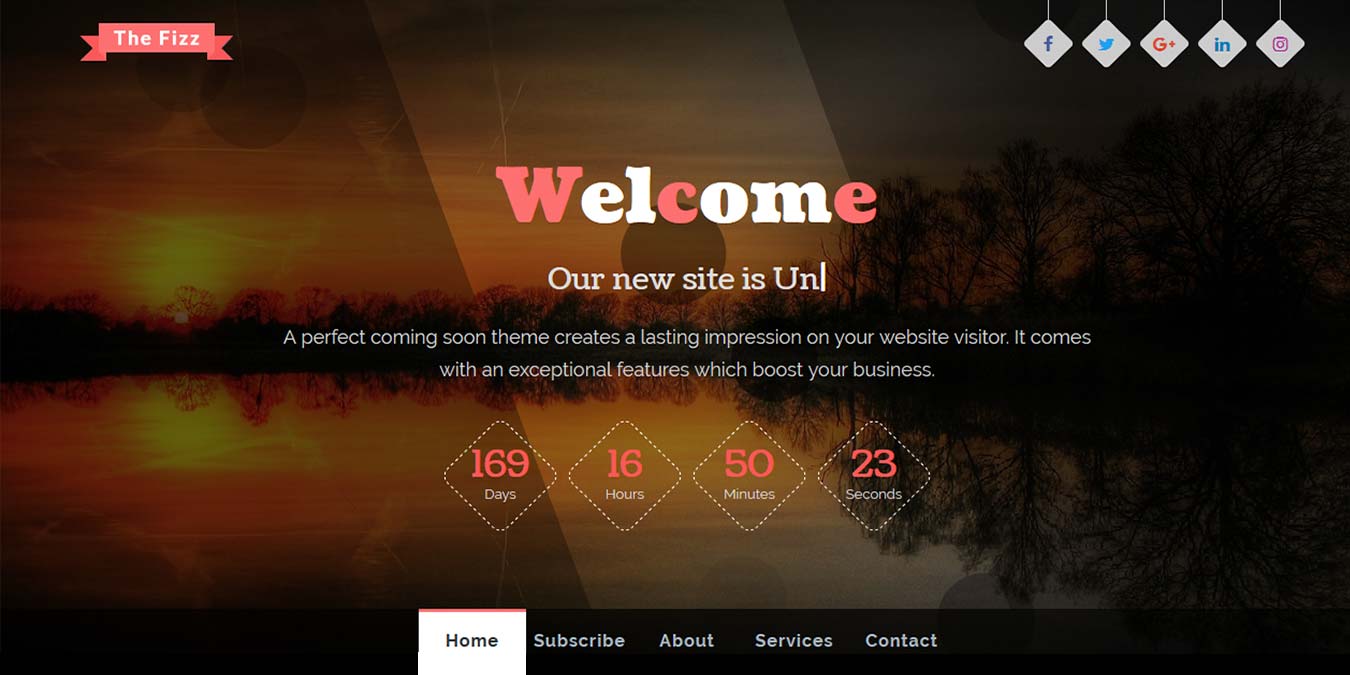 The Fizz
Welcome
Our new site is Un
A perfect coming soon theme creates a lasting impression on your website visitor. It comes
with an exceptional features which boost your business.
169 16 50 23
Days Hours Minutes Seconds
Home Subscribe About Services Contact